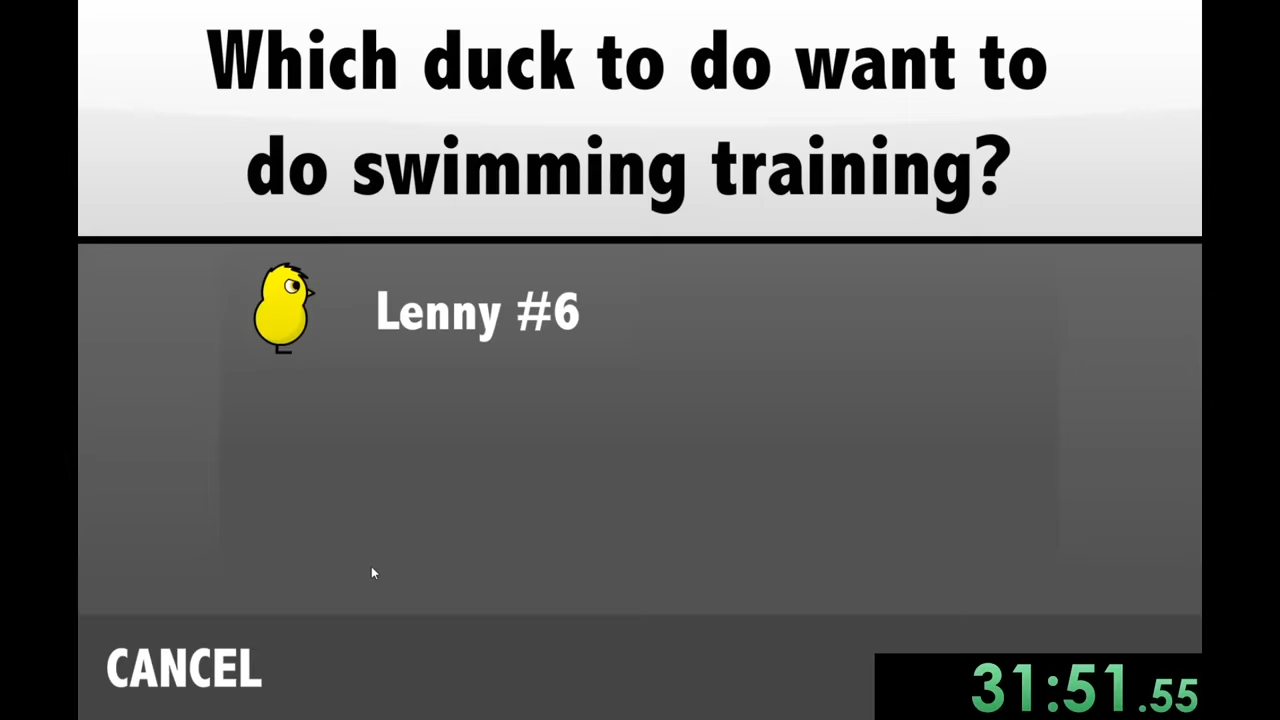 Which duck to do want to
do swimming training?
Lenny #6
CANCEL
31:51.55